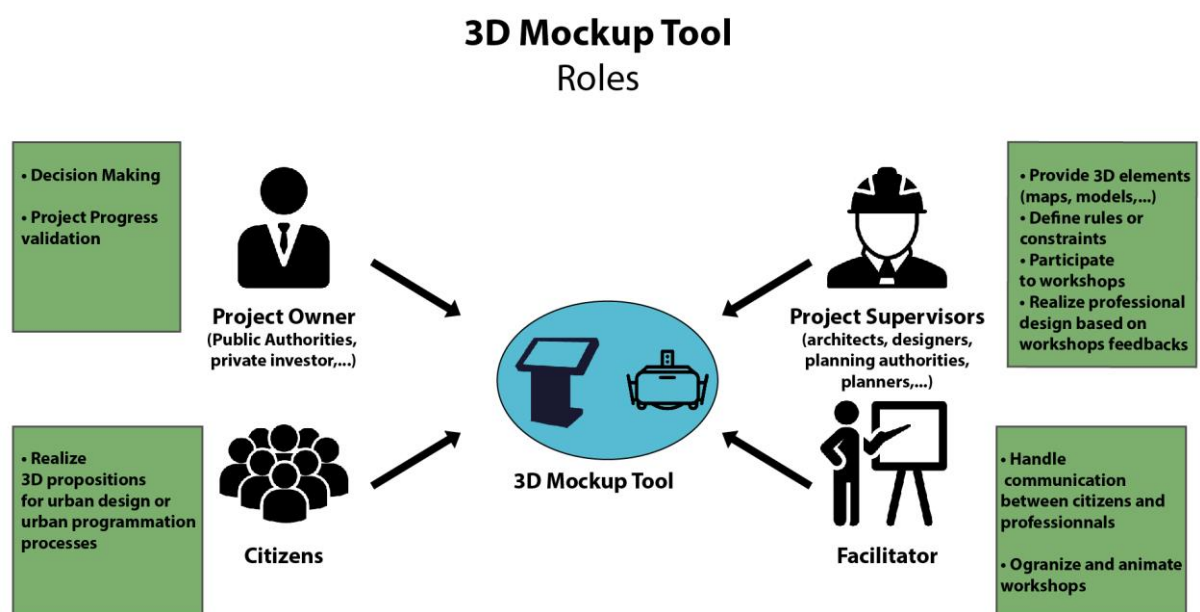 3D Mockup Tool
Roles
• Decision Making
• Project Progress
validation
Project Owner
(Public Authorities,
private investor,...)
Project Supervisors
(architects, designers,
planning authorities,
planners,...)
• Provide 3D elements
(maps, models,...)
• Define rules or
constraints
• Participate
to workshops
• Realize professional
design based on
workshops feedbacks
3D Mockup Tool
• Realize
3D propositions
for urban design or
urban programmation
processes
Citizens
Facilitator
• Handle
communication
between citizens and
professionnals
• Ogranize and animate
workshops